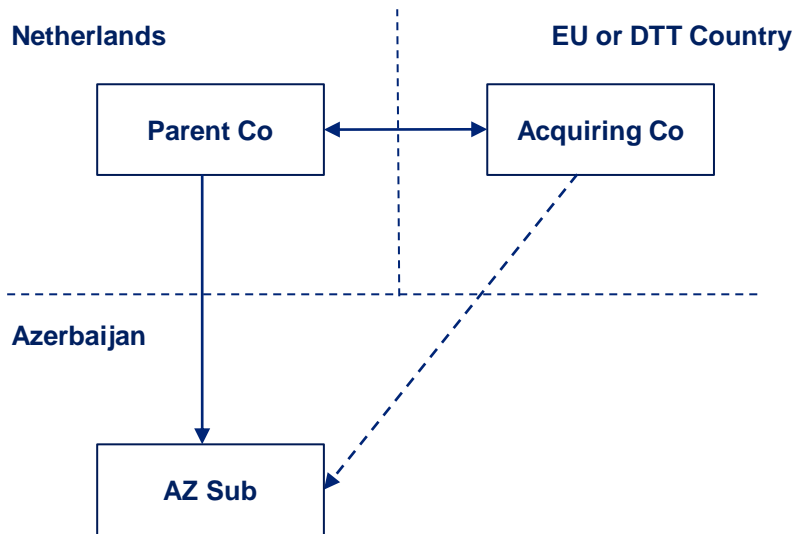 Netherlands
EU or DTT Country
Parent Co
Acquiring Co
Azerbaijan
AZ Sub